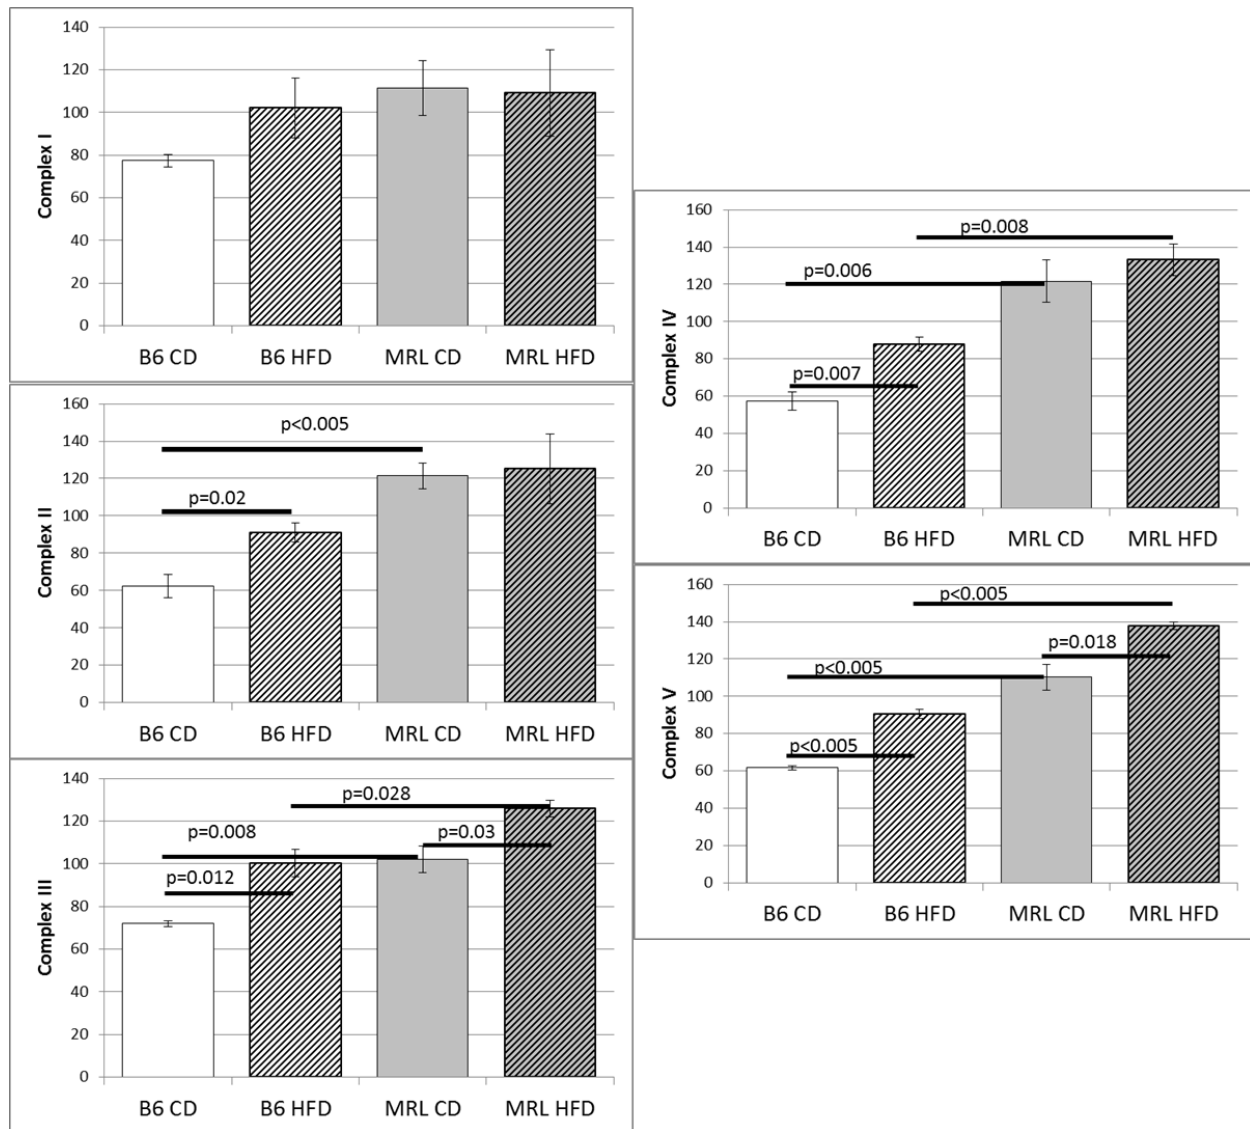 140
120
100
80
60
40
20
0
Complex I
B6 CD B6 HFD MRL CD MRL HFD
160
140
120
100
80
60
40
20
0
Complex II
p<0.005
p=0.02
B6 CD B6 HFD MRL CD MRL HFD
140
120
100
80
60
40
20
0
Complex III
p=0.028
p=0.008
p=0.03
p=0.012
B6 CD B6 HFD MRL CD MRL HFD
160
140
120
100
80
60
40
20
0
Complex IV
p=0.008
p=0.006
p=0.007
B6 CD B6 HFD MRL CD MRL HFD
160
140
120
100
80
60
40
20
0
Complex V
p<0.005
p=0.018
p<0.005
p<0.005
B6 CD B6 HFD MRL CD MRL HFD